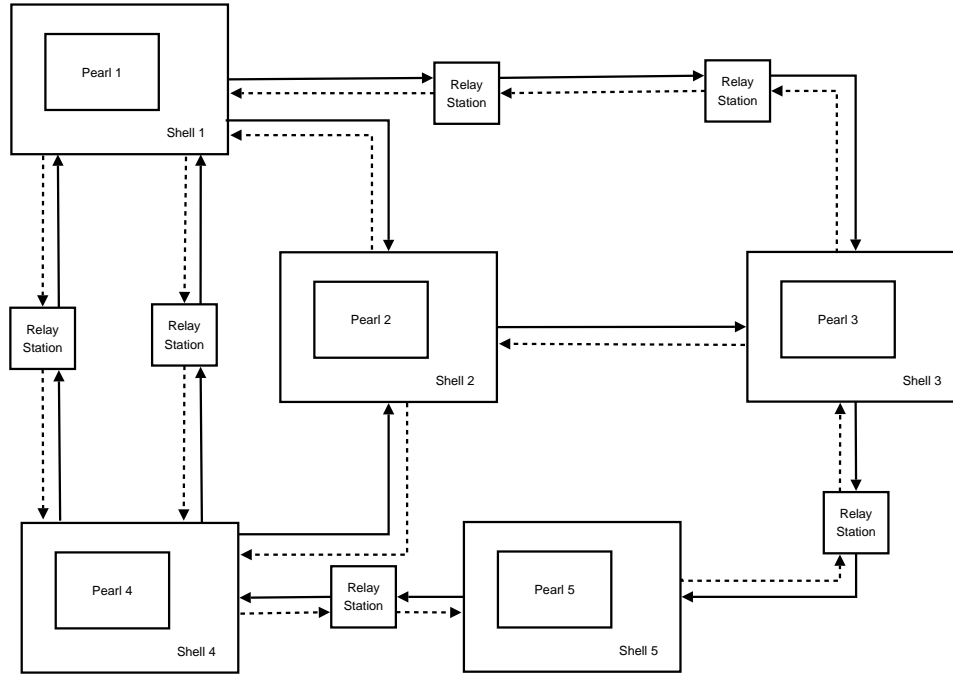 Pearl 1
Shell 1
Relay
Station
Relay
Station
Relay
Station
Relay
Station
Pearl 2
Shell 2
Pearl 3
Shell 3
Relay
Station
Pearl 4
Shell 4
Relay
Station
Pearl 5
Shell 5